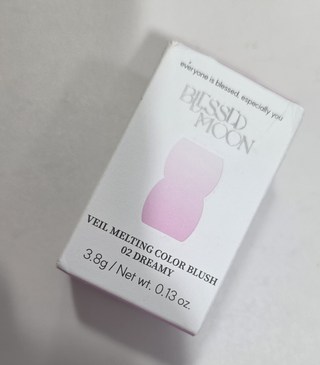 everyone is blessed, especially you
BLESSED
MOON
VEIL MELTING COLOR BLUSH
02 DREAMY
3.8g / Net wt. 0.13 oz.